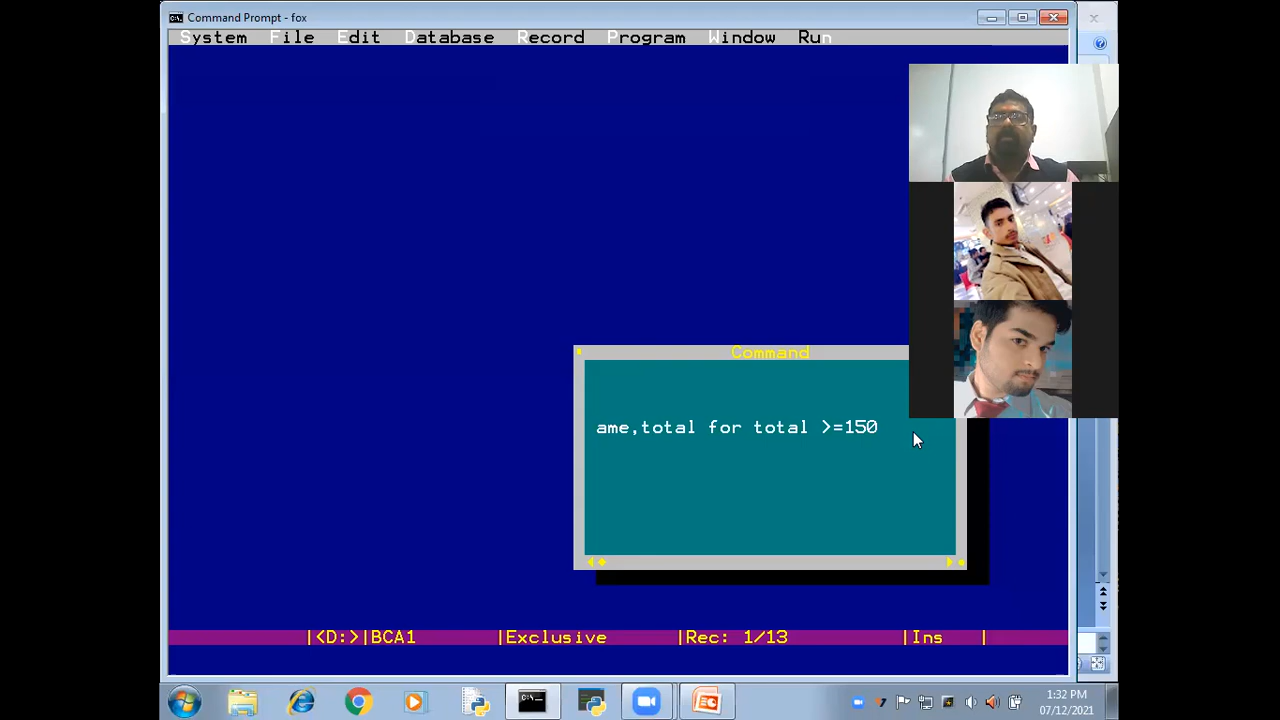 Command Prompt - fox
System File Edit Database Record Program Window Run
Command
ame,total for total >=150
|<D:>|BCA1 |Exclusive |Rec: 1/13 |Ins |
1:32 PM
07/12/2021